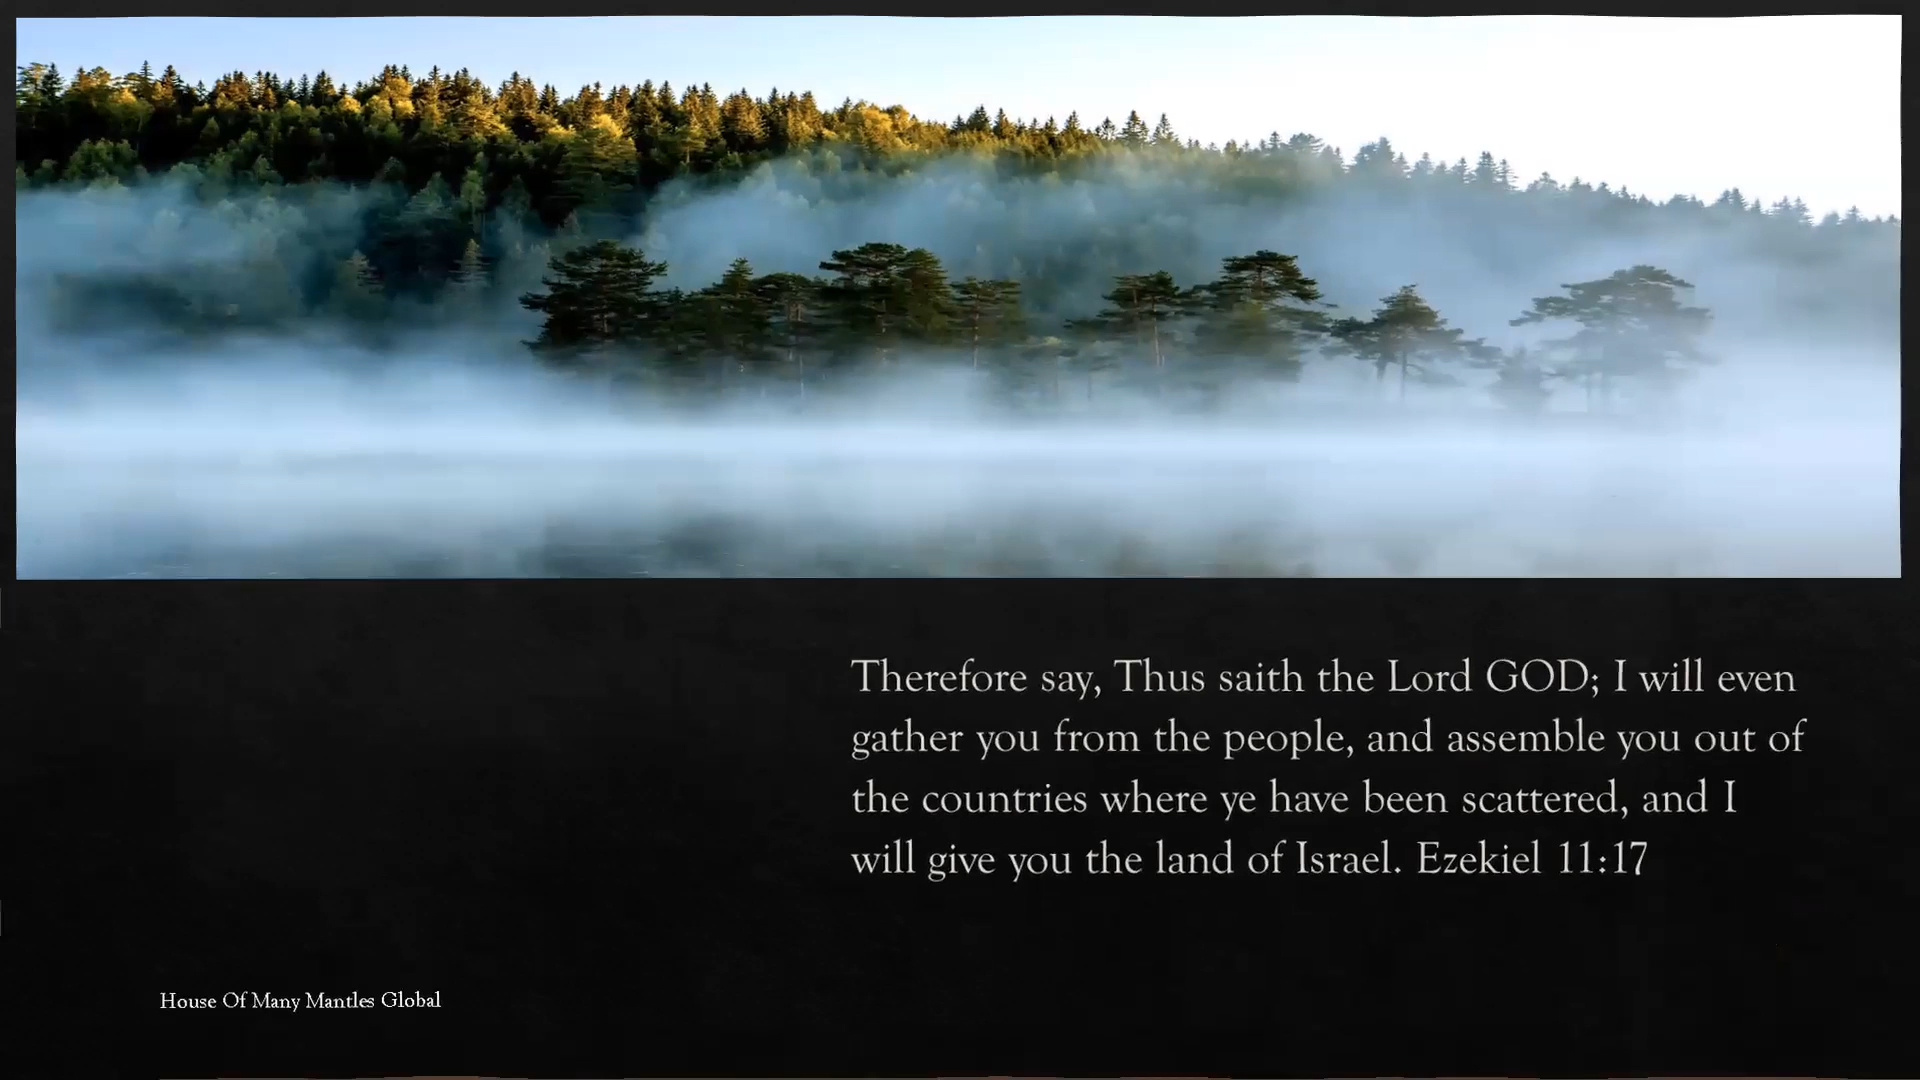 Therefore say, Thus saith the Lord GOD; I will even
gather you from the people, and assemble you out of
the countries where ye have been scattered, and I
will give you the land of Israel. Ezekiel 11:17
House Of Many Mantles Global